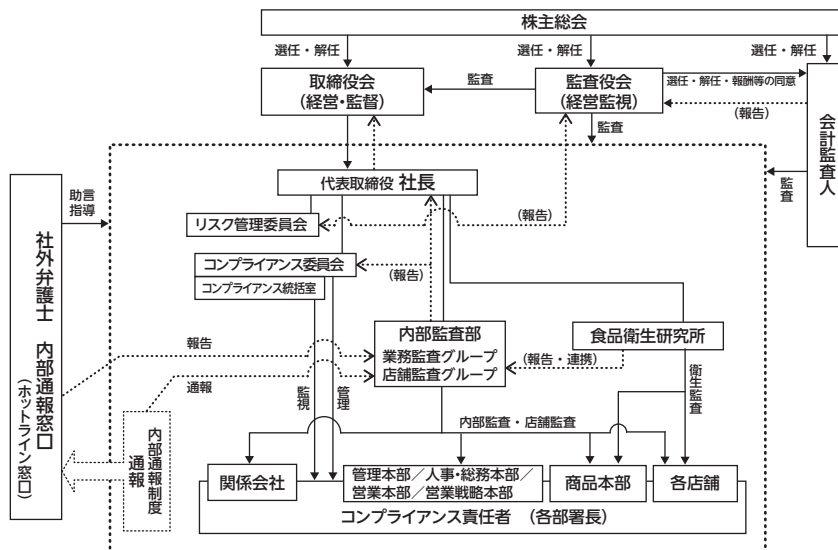 株主総会
選任・解任
選任・解任
選任・解任
取締役会
(経営・監督)
監査
監査役会
(経営監視)
選任・解任・報酬等の同意
(報告)
会計監査人
監査
監査
代表取締役 社長
助言
指導
リスク管理委員会
(報告)
コンプライアンス委員会
コンプライアンス統括室
(報告)
社外弁護士 内部通報窓口
(ホットライン窓口)
内部監査部
業務監査グループ
店舗監査グループ
食品衛生研究所
(報告・連携)
報告
通報
監視
管理
衛生監査
内部監査・店舗監査
内部通報制度
通報
関係会社
管理本部/人事・総務本部/
営業本部/営業戦略本部
商品本部
各店舗
コンプライアンス責任者 (各部署長)